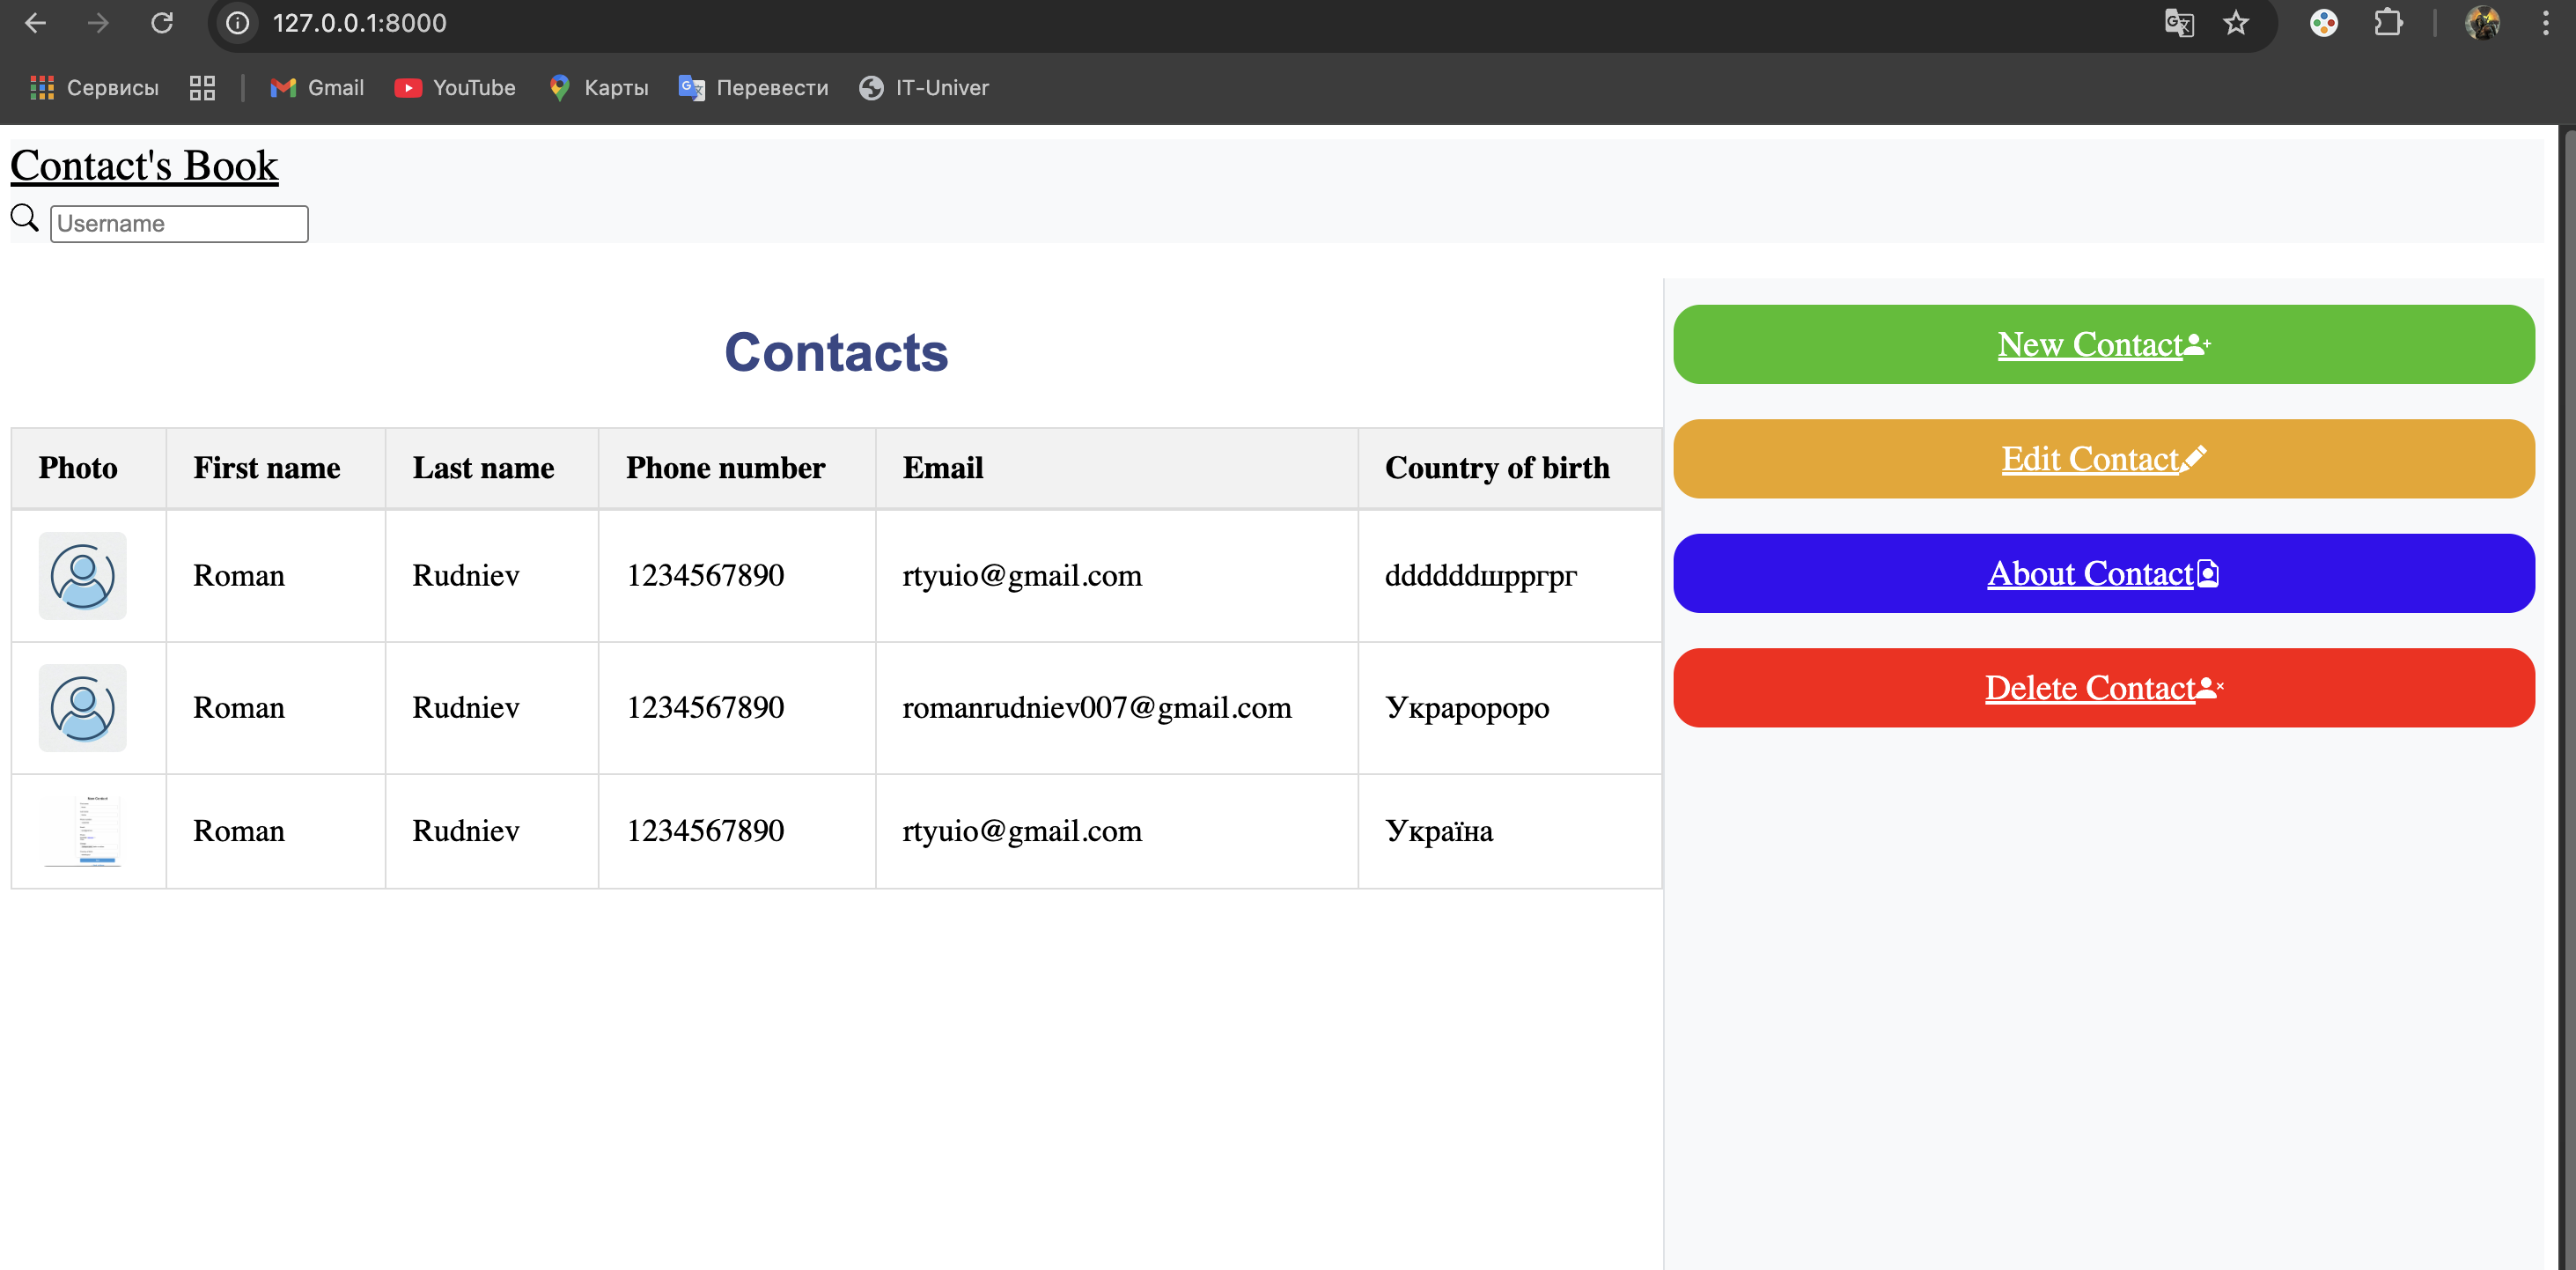 127.0.0.1:8000
Сервисы Gmail YouTube Карты Перевести IT-Univer
Contact's Book
Username
Contacts
Photo First name Last name Phone number Email Country of birth
Roman Rudniev 1234567890 rtyuio@gmail.com ddddddшрргрг
Roman Rudniev 1234567890 romanrudniev007@gmail.com Украророро
Roman Rudniev 1234567890 rtyuio@gmail.com Україна
New Contact
Edit Contact
About Contact
Delete Contact